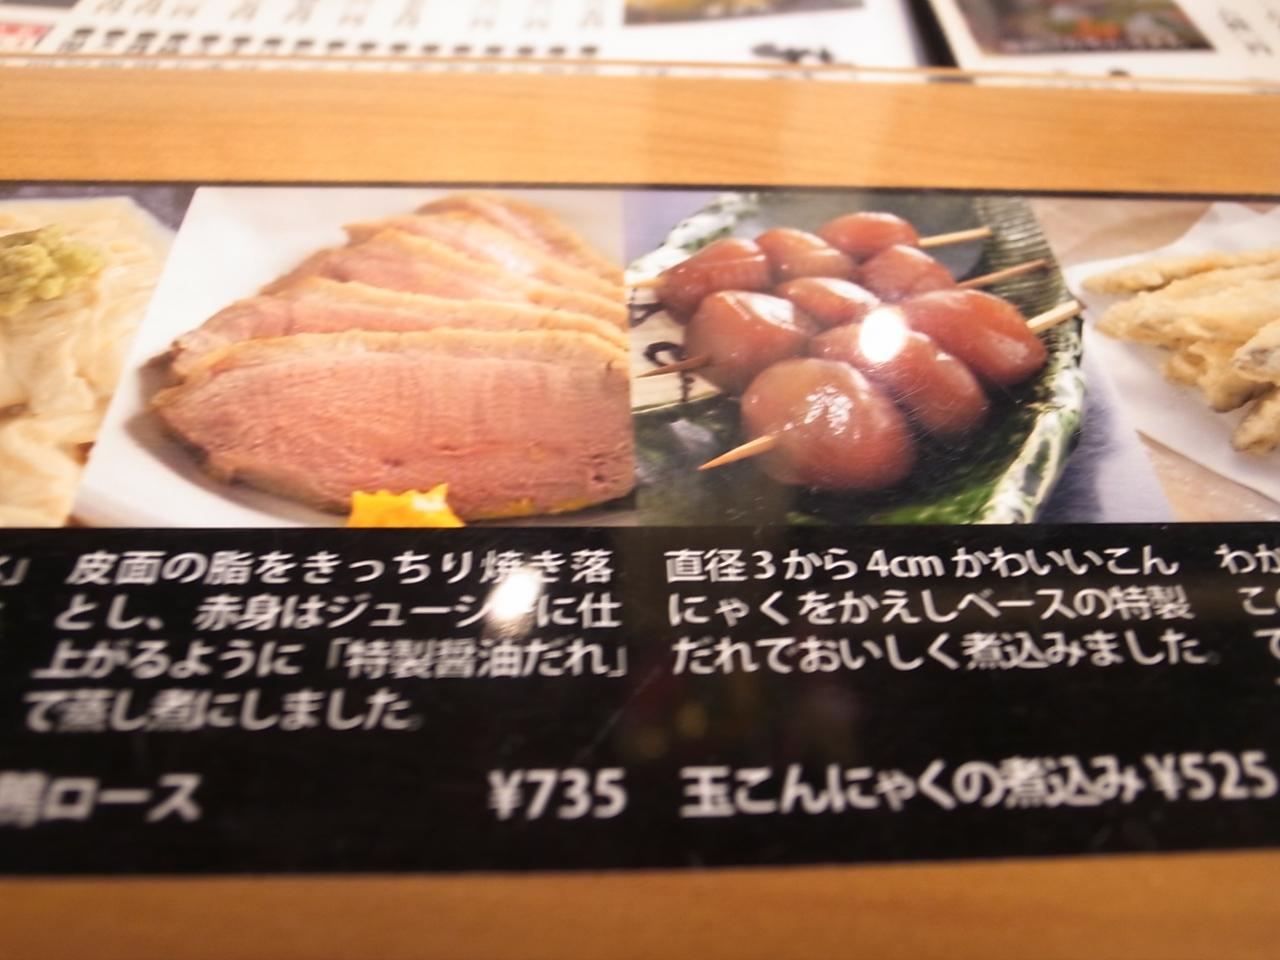 皮面の脂をきっちり焼き落
とし、赤身はジューシーに仕
上がるように「特製醤油だれ」
て蒸し煮にしました。
鴨ロース ¥735
直径3から4cmかわいいこん
にゃくをかえしベースの特製
だれでおいしく煮込みました。
玉こんにゃくの煮込み ¥525
わか